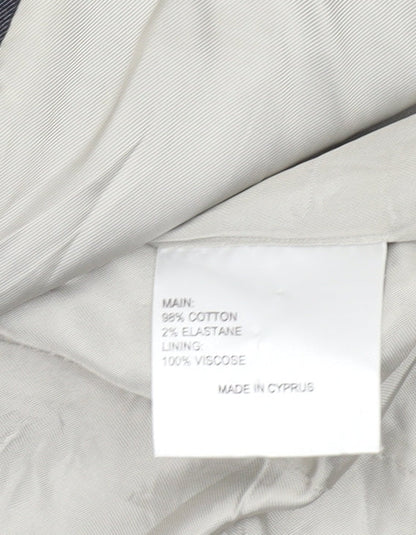 MAIN:
98% COTTON
2% ELASTANE
LINING:
100% VISCOSE
MADE IN CYPRUS